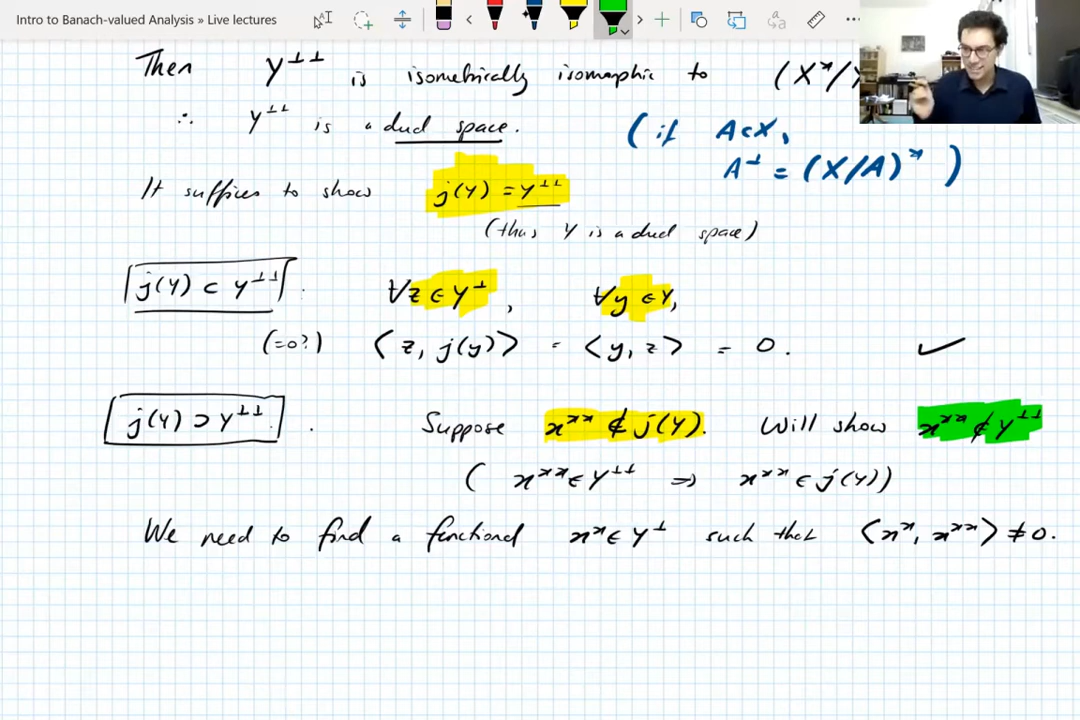 Intro to Banach-valued Analysis » Live lectures
Then Y^⊥⊥ is isometrically isomorphic to (X*/Y
∴ Y^⊥⊥ is a dual space.
( if A⊂X,
A^⊥ = (X/A)* )
It suffices to show j(Y) = Y^⊥⊥
(thus Y is a dual space)
j(Y) ⊂ Y^⊥⊥. ∀z ∈ Y^⊥, ∀y ∈ Y,
(=0?) ⟨z, j(y)⟩ = ⟨y, z⟩ = 0. ✓
j(Y) ⊃ Y^⊥⊥. Suppose x** ∉ j(Y). Will show x** ∉ Y^⊥⊥
( x** ∈ Y^⊥⊥ ⇒ x** ∈ j(Y))
We need to find a functional x* ∈ Y^⊥ such that ⟨x*, x**⟩ ≠ 0.